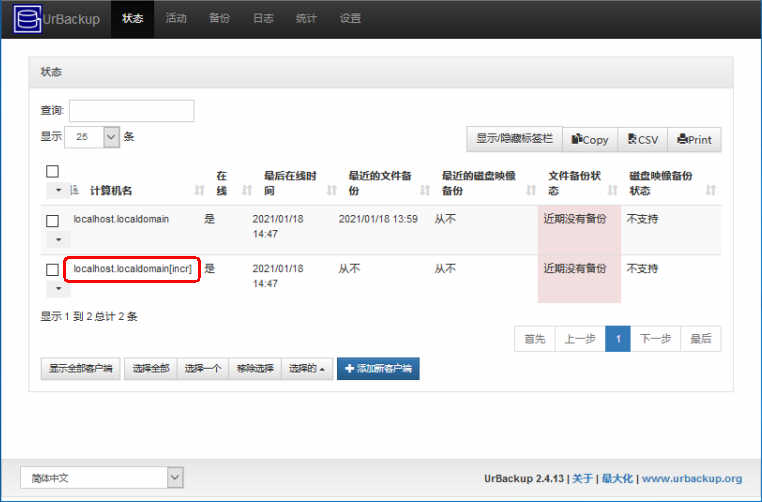 UrBackup 状态 活动 备份 日志 统计 设置
状态
查询:
显示 25 条
显示/隐藏标签栏 Copy CSV Print
计算机名 在线 最后在线时间 最近的文件备份 最近的磁盘映像备份 文件备份状态 磁盘映像备份状态
localhost.localdomain 是 2021/01/18 14:47 2021/01/18 13:59 从不 近期没有备份 不支持
localhost.localdomain[incr] 是 2021/01/18 14:47 从不 从不 近期没有备份 不支持
显示 1 到 2 总计 2 条
首先 上一步 1 下一步 最后
显示全部客户端 选择全部 选择一个 移除选择 选择的 添加新客户端
简体中文
UrBackup 2.4.13 | 关于 | 最大化 | www.urbackup.org